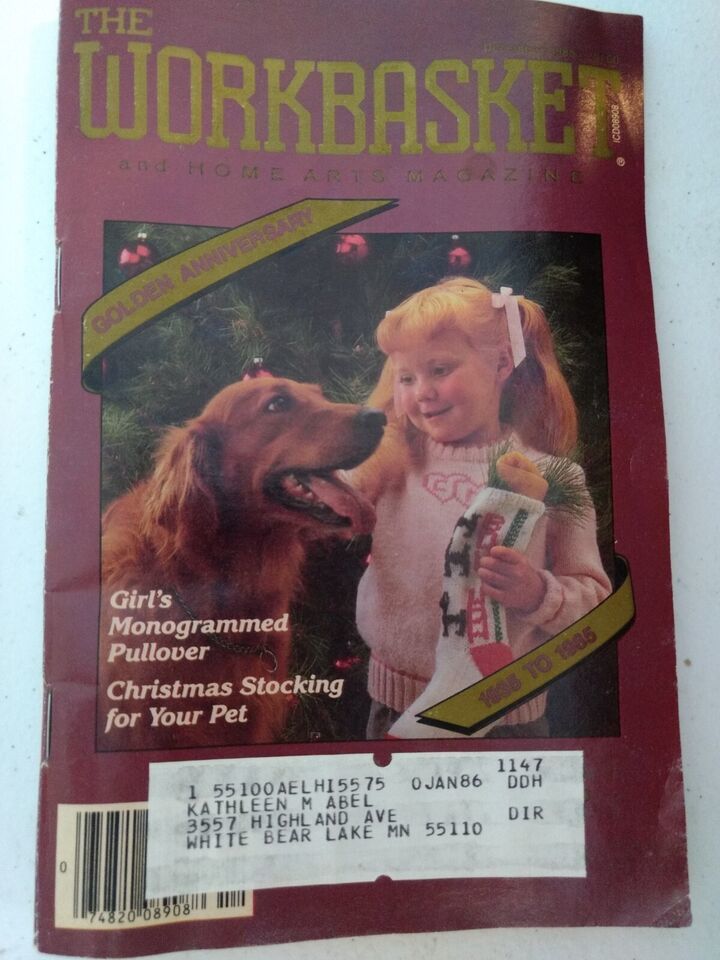 THE
WORKBASKET
®
ICD08908
and HOME ARTS MAGAZINE
GOLDEN ANNIVERSARY
Girl's
Monogrammed
Pullover
Christmas Stocking
for Your Pet
1935 TO 1985
1147
1 55100AELHI5575 0JAN86 DDH
KATHLEEN M ABEL
3557 HIGHLAND AVE DIR
WHITE BEAR LAKE MN 55110
0
74820 08908